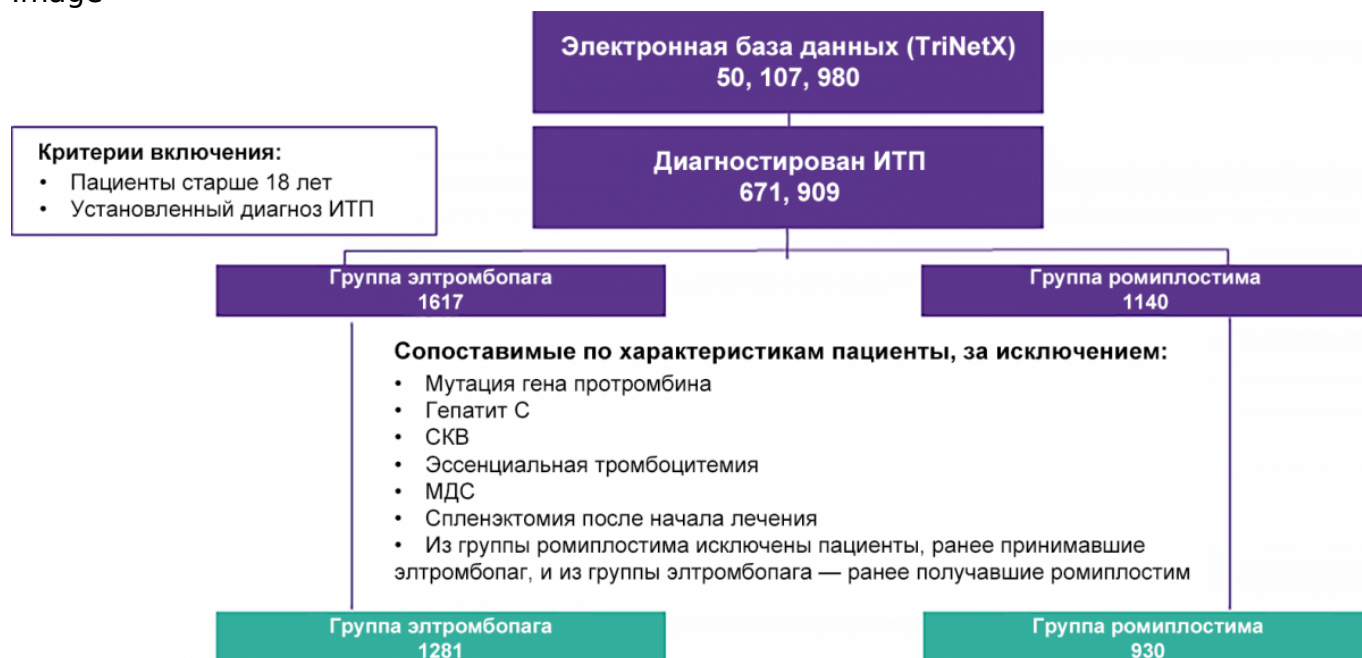 image
Электронная база данных (TriNetX)
50, 107, 980
Критерии включения:
• Пациенты старше 18 лет
• Установленный диагноз ИТП
Диагностирован ИТП
671, 909
Группа элтромбопага
1617
Группа ромиплостима
1140
Сопоставимые по характеристикам пациенты, за исключением:
• Мутация гена протромбина
• Гепатит С
• СКВ
• Эссенциальная тромбоцитемия
• МДС
• Спленэктомия после начала лечения
• Из группы ромиплостима исключены пациенты, ранее принимавшие
элтромбопаг, и из группы элтромбопага — ранее получавшие ромиплостим
Группа элтромбопага
1281
Группа ромиплостима
930